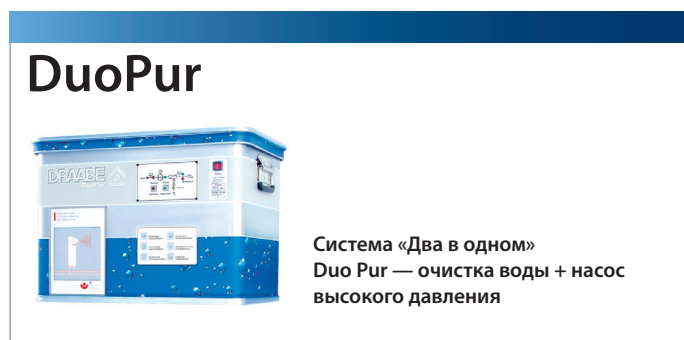 DuoPur
DRAABE
Система «Два в одном»
Duo Pur — очистка воды + насос
высокого давления